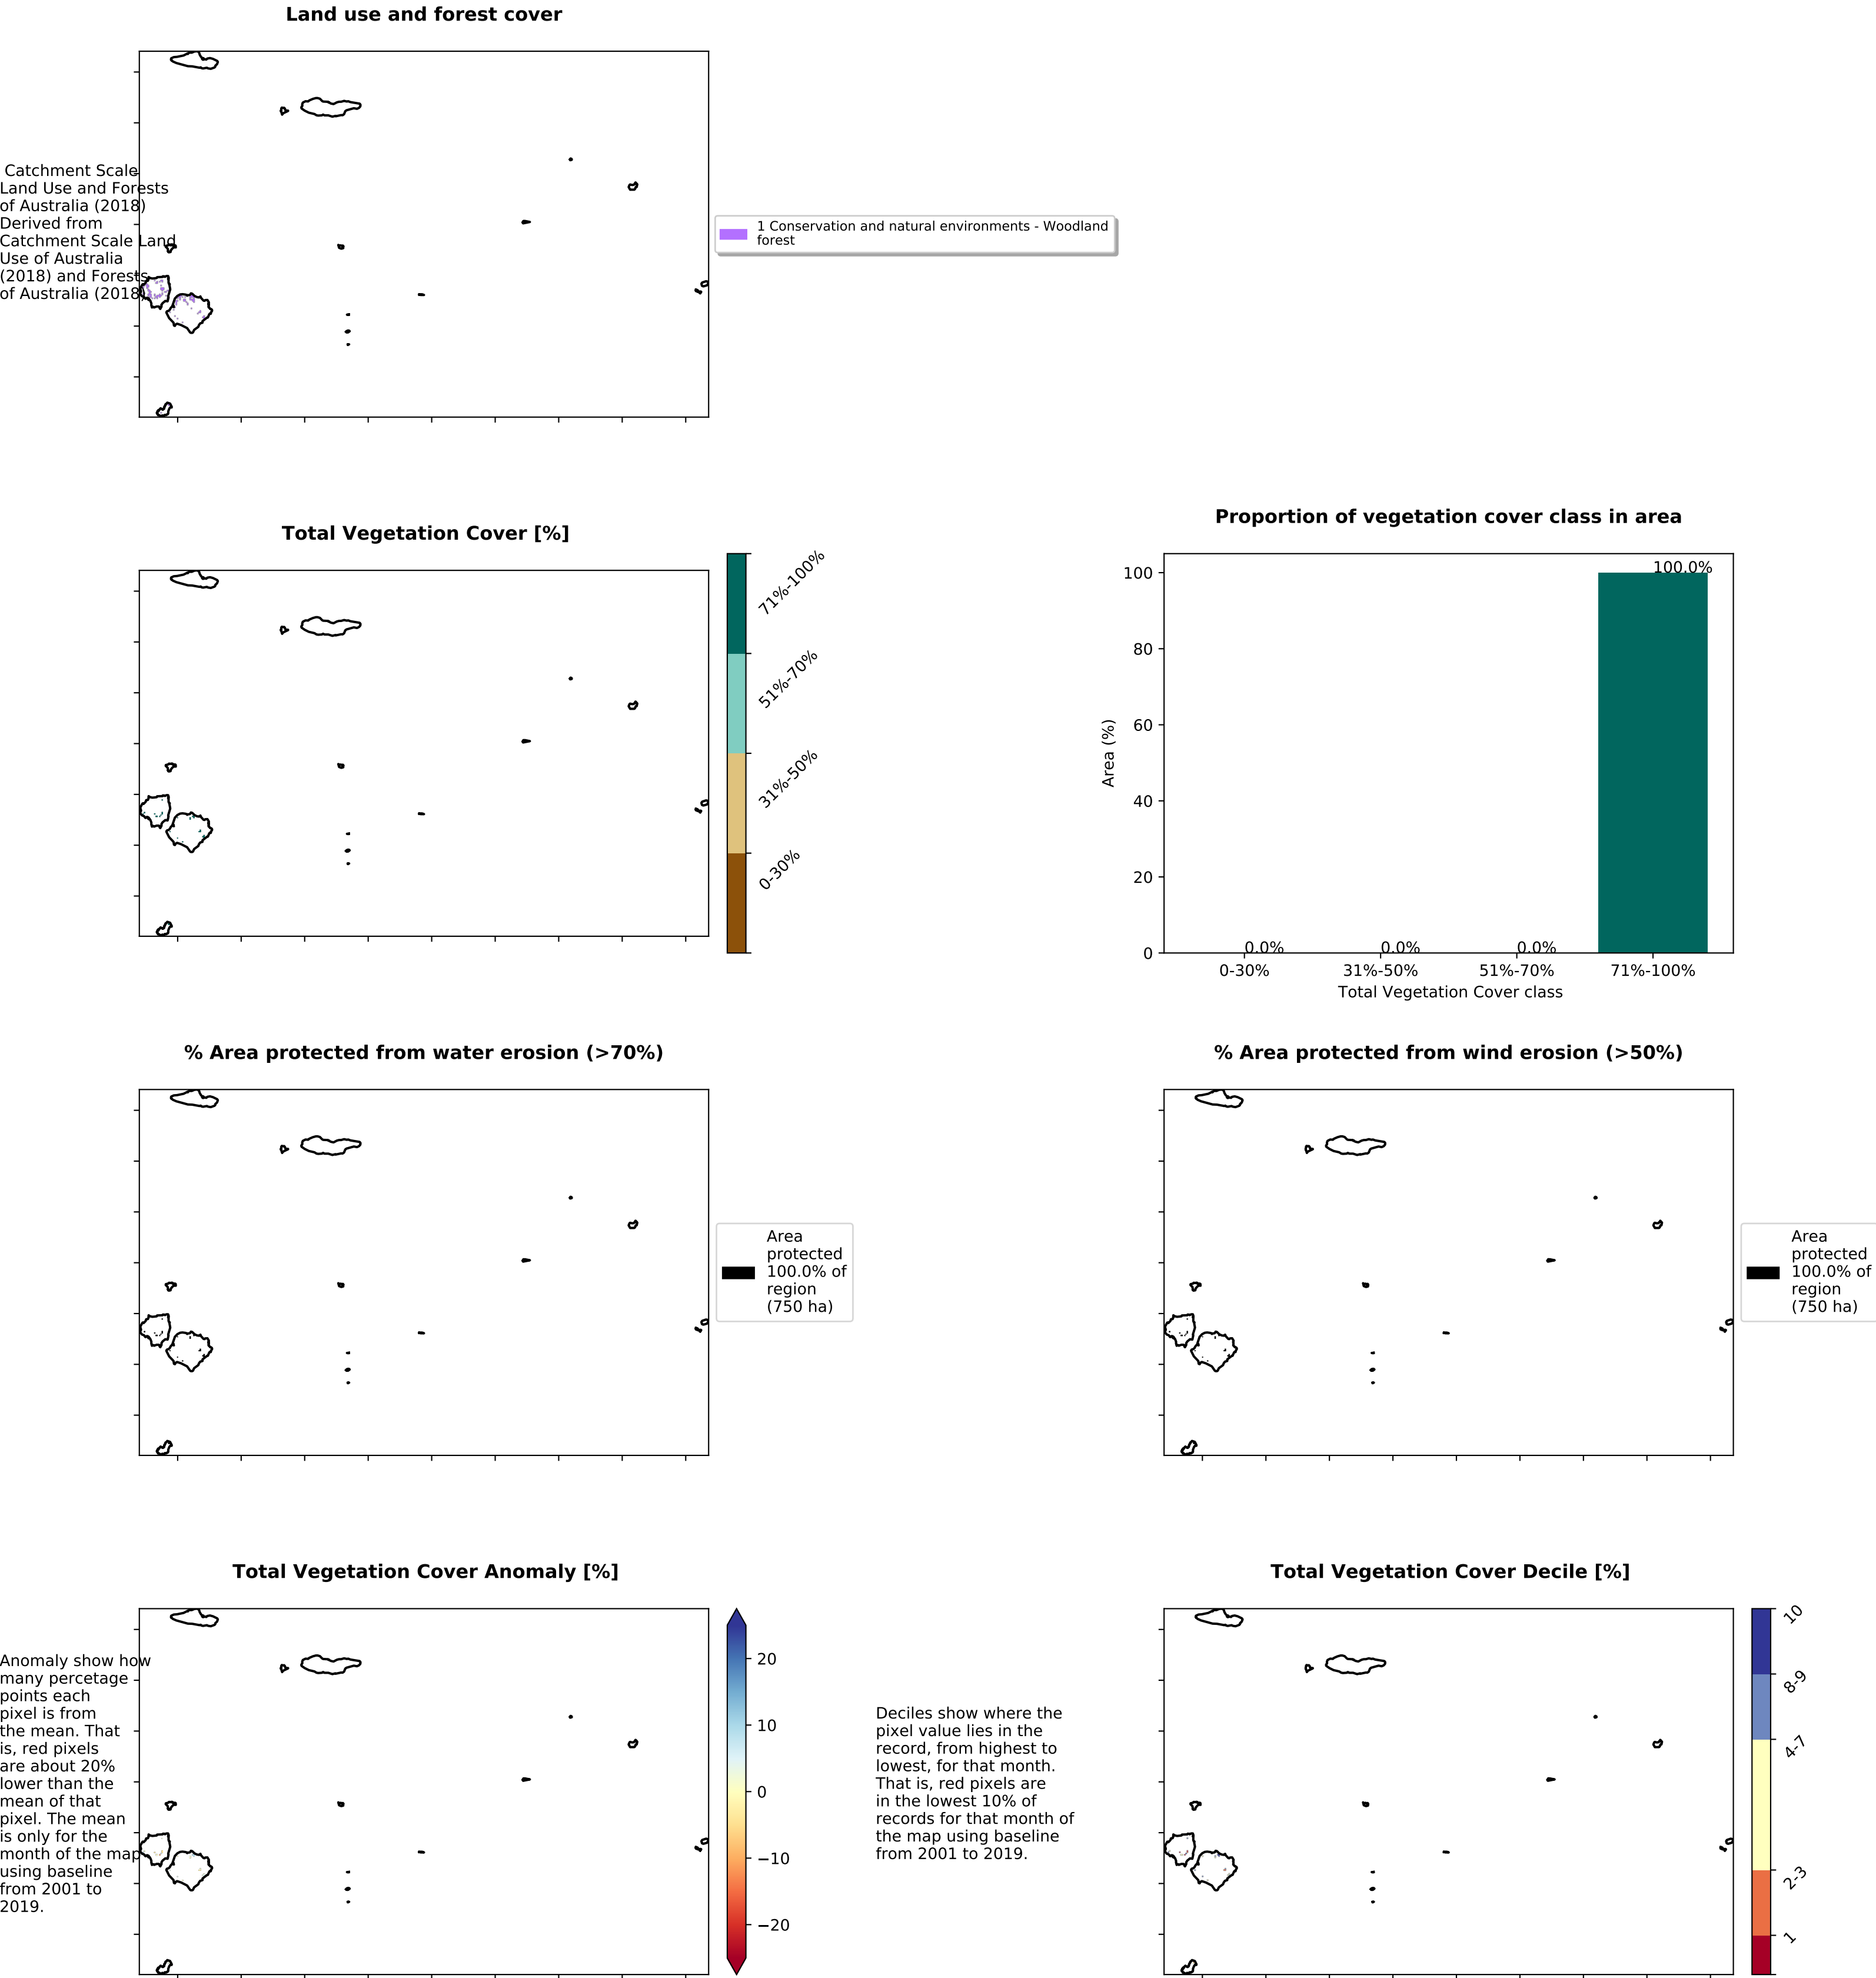 Land use and forest cover
Catchment Scale
Land Use and Forests
of Australia (2018)
Derived from
Catchment Scale Land
Use of Australia
(2018) and Forests
of Australia (2018)
1 Conservation and natural environments - Woodland
forest
Total Vegetation Cover [%]
71%-100%
51%-70%
31%-50%
0-30%
Proportion of vegetation cover class in area
Area (%)
100
80
60
40
20
0
0.0%
0.0%
0.0%
100.0%
0-30%
31%-50%
51%-70%
71%-100%
Total Vegetation Cover class
% Area protected from water erosion (>70%)
Area
protected
100.0% of
region
(750 ha)
% Area protected from wind erosion (>50%)
Area
protected
100.0% of
region
(750 ha)
Total Vegetation Cover Anomaly [%]
Anomaly show how
many percetage
points each
pixel is from
the mean. That
is, red pixels
are about 20%
lower than the
mean of that
pixel. The mean
is only for the
month of the map
using baseline
from 2001 to
2019.
20
10
0
−10
−20
Total Vegetation Cover Decile [%]
Deciles show where the
pixel value lies in the
record, from highest to
lowest, for that month.
That is, red pixels are
in the lowest 10% of
records for that month of
the map using baseline
from 2001 to 2019.
10
8-9
4-7
2-3
1